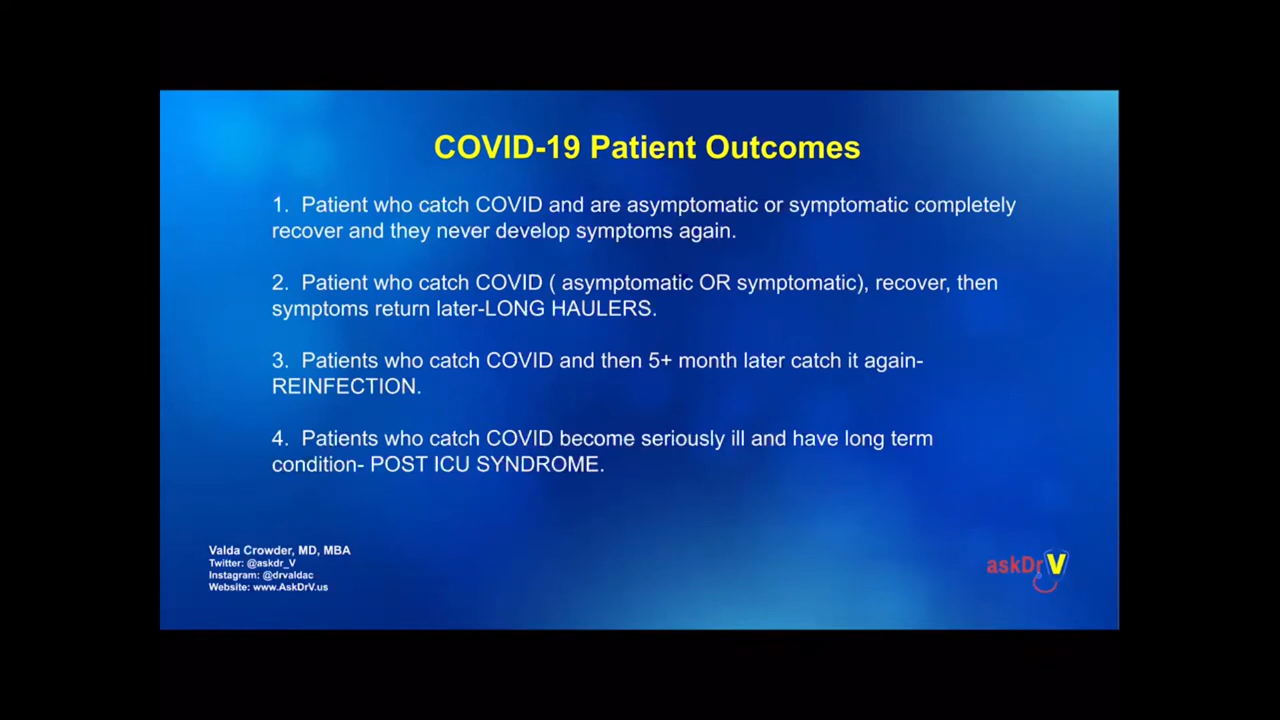 COVID-19 Patient Outcomes
1. Patient who catch COVID and are asymptomatic or symptomatic completely
recover and they never develop symptoms again.
2. Patient who catch COVID ( asymptomatic OR symptomatic), recover, then
symptoms return later-LONG HAULERS.
3. Patients who catch COVID and then 5+ month later catch it again-
REINFECTION.
4. Patients who catch COVID become seriously ill and have long term
condition- POST ICU SYNDROME.
Valda Crowder, MD, MBA
Twitter: @askdr_V
Instagram: @drvaldac
Website: www.AskDrV.us
askDrV